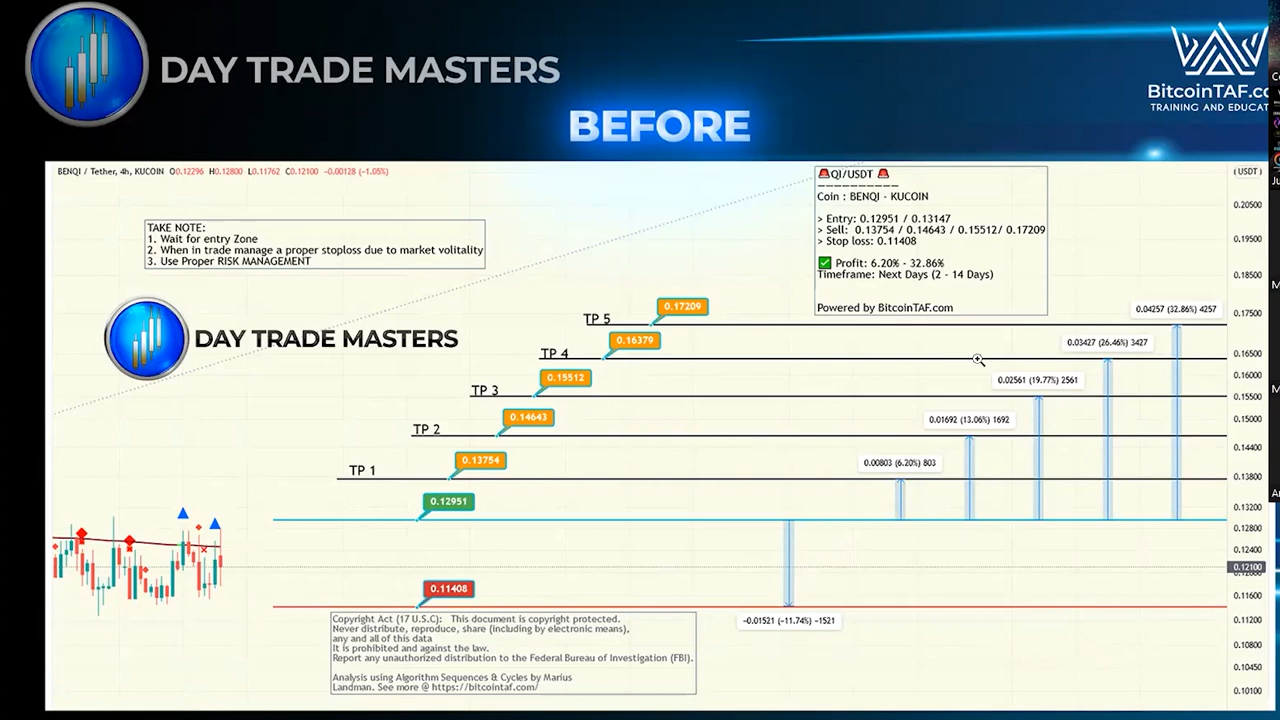 DAY TRADE MASTERS
BitcoinTAF.co
TRAINING AND EDUCAT
BEFORE
BENQI / Tether, 4h, KUCOIN O0.12296 H0.12800 L0.11762 C0.12100 −0.00128 (−1.05%)
(USDT)
🚨QI/USDT 🚨
----------
Coin : BENQI - KUCOIN
> Entry: 0.12951 / 0.13147
> Sell: 0.13754 / 0.14643 / 0.15512/ 0.17209
> Stop loss: 0.11408
✅ Profit: 6.20% - 32.86%
Timeframe: Next Days (2 - 14 Days)
Powered by BitcoinTAF.com
TAKE NOTE:
1. Wait for entry Zone
2. When in trade manage a proper stoploss due to market volitality
3. Use Proper RISK MANAGEMENT
DAY TRADE MASTERS
TP 5
0.17209
0.04257 (32.86%) 4257
TP 4
0.16379
0.03427 (26.46%) 3427
TP 3
0.15512
0.02561 (19.77%) 2561
TP 2
0.14643
0.01692 (13.06%) 1692
TP 1
0.13754
0.00803 (6.20%) 803
0.12951
0.11408
−0.01521 (−11.74%) −1521
0.20500
0.19500
0.18500
0.17500
0.16500
0.16000
0.15500
0.15000
0.14400
0.13800
0.13200
0.12800
0.12400
0.12100
0.11600
0.11200
0.10800
0.10450
0.10100
Copyright Act (17 U.S.C): This document is copyright protected.
Never distribute, reproduce, share (including by electronic means),
any and all of this data
It is prohibited and against the law.
Report any unauthorized distribution to the Federal Bureau of Investigation (FBI).
Analysis using Algorithm Sequences & Cycles by Marius
Landman. See more @ https://bitcointaf.com/